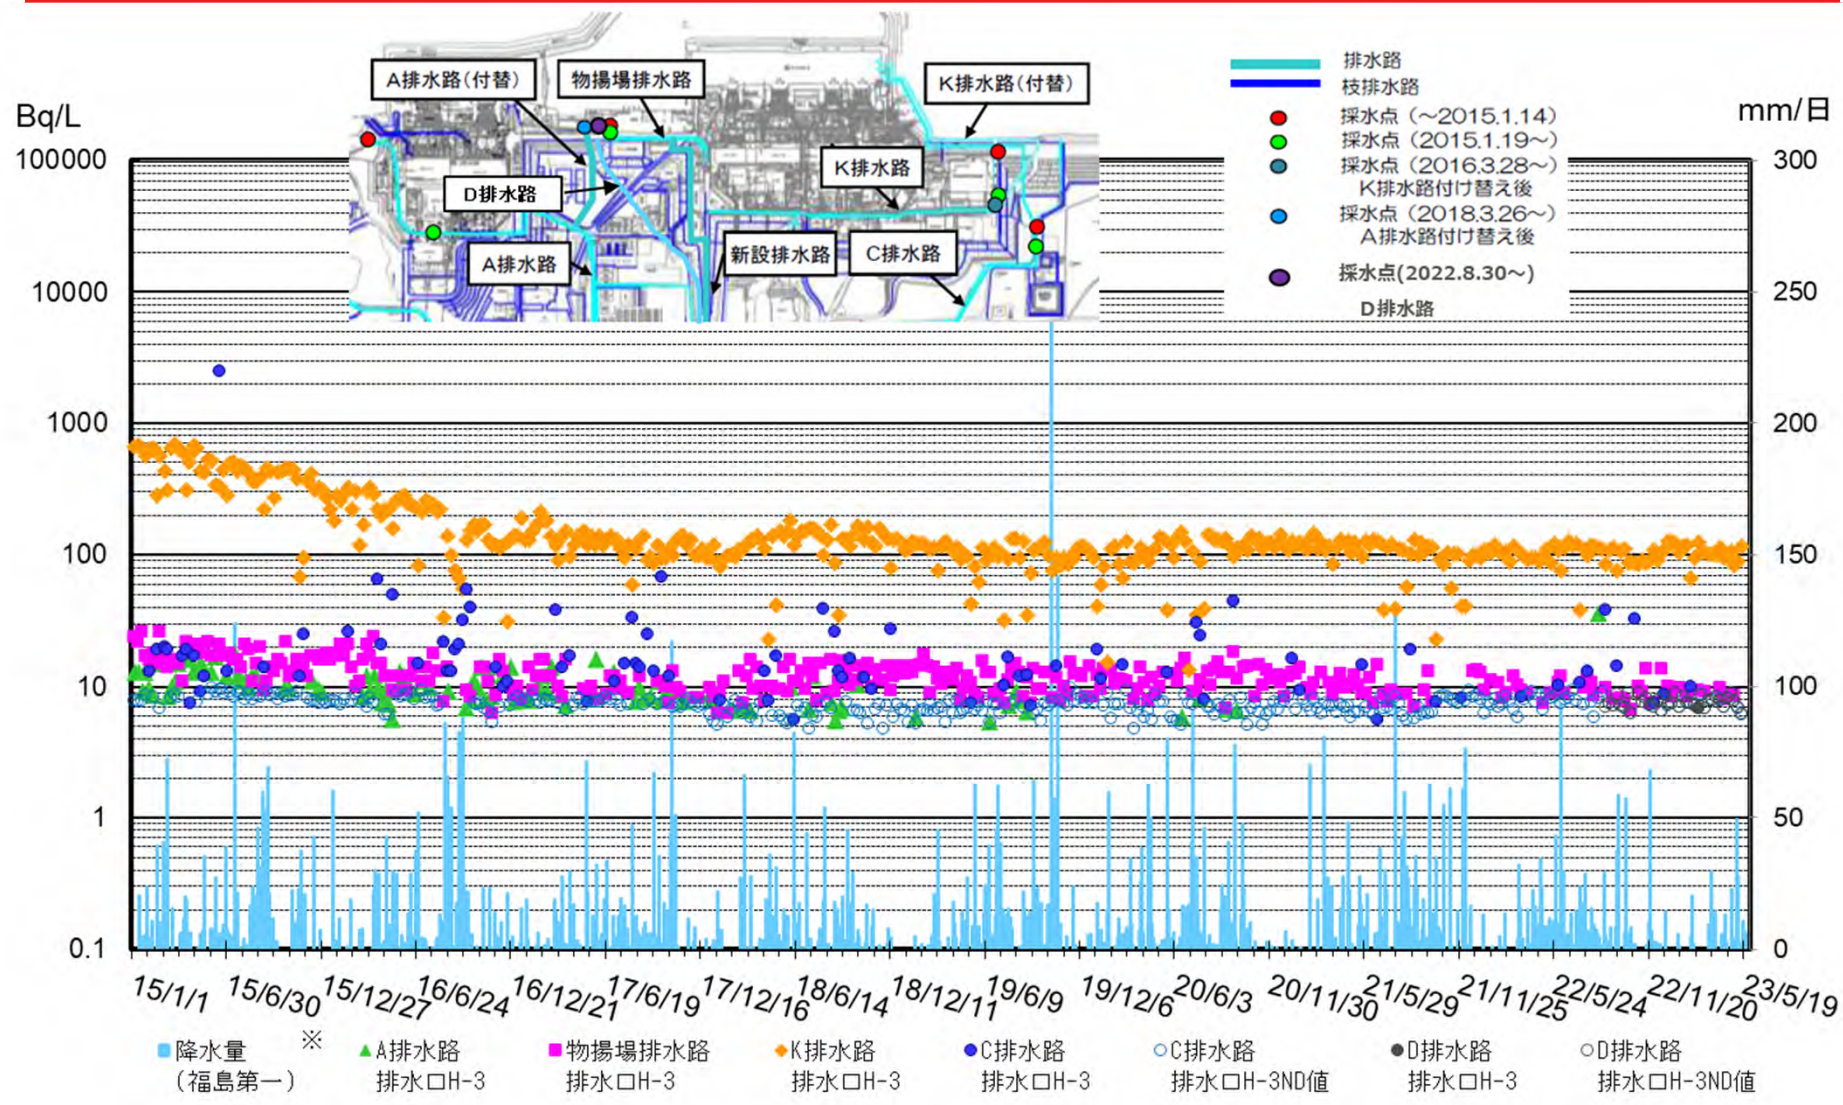 A排水路(付替)
物揚場排水路
K排水路(付替)
D排水路
K排水路
A排水路
新設排水路
C排水路
排水路
枝排水路
採水点(～2015.1.14)
採水点(2015.1.19～)
採水点(2016.3.28～)
K排水路付け替え後
採水点(2018.3.26～)
A排水路付け替え後
採水点(2022.8.30～)
D排水路
Bq/L
mm/日
100000
10000
1000
100
10
1
0.1
300
250
200
150
100
50
0
15/1/1
15/6/30
15/12/27
16/6/24
16/12/21
17/6/19
17/12/16
18/6/14
18/12/11
19/6/9
19/12/6
20/6/3
20/11/30
21/5/29
21/11/25
22/5/24
22/11/20
23/5/19
降水量 ※
(福島第一)
A排水路
排水口H-3
物揚場排水路
排水口H-3
K排水路
排水口H-3
C排水路
排水口H-3
C排水路
排水口H-3ND値
D排水路
排水口H-3
D排水路
排水口H-3ND値